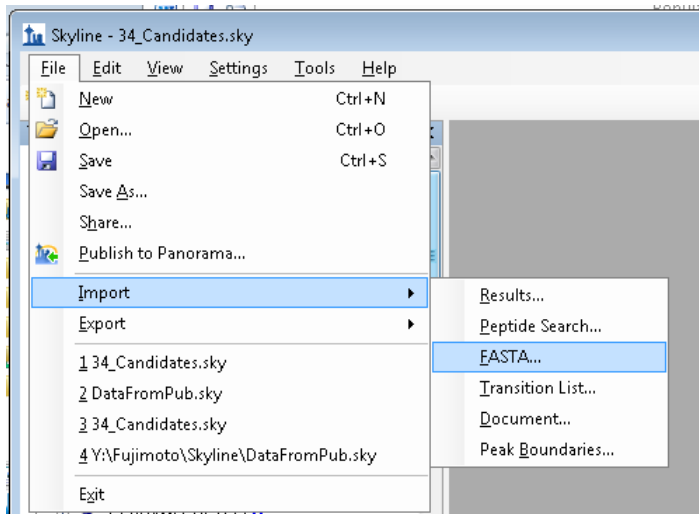 Skyline - 34_Candidates.sky
File Edit View Settings Tools Help
New Ctrl+N
Open... Ctrl+O
Save Ctrl+S
Save As...
Share...
Publish to Panorama...
Import
Results...
Export
Peptide Search...
1 34_Candidates.sky
FASTA...
2 DataFromPub.sky
Transition List...
3 34_Candidates.sky
Document...
4 Y:\Fujimoto\Skyline\DataFromPub.sky
Peak Boundaries...
Exit